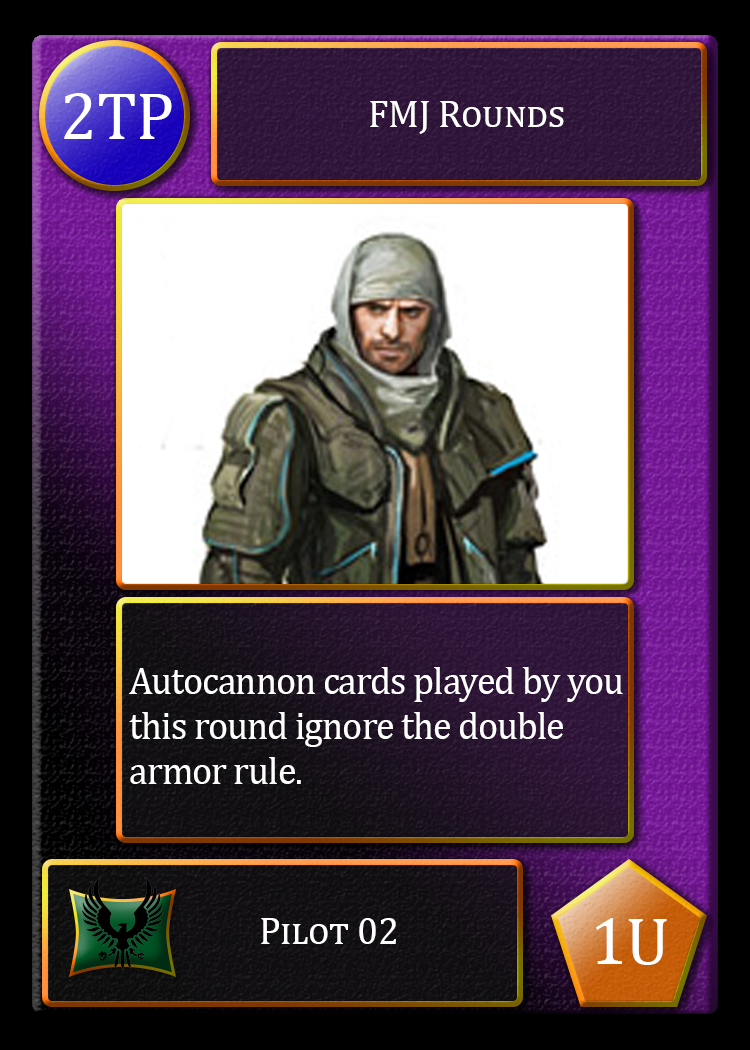 2TP
FMJ Rounds
Autocannon cards played by you
this round ignore the double
armor rule.
Pilot 02
1U